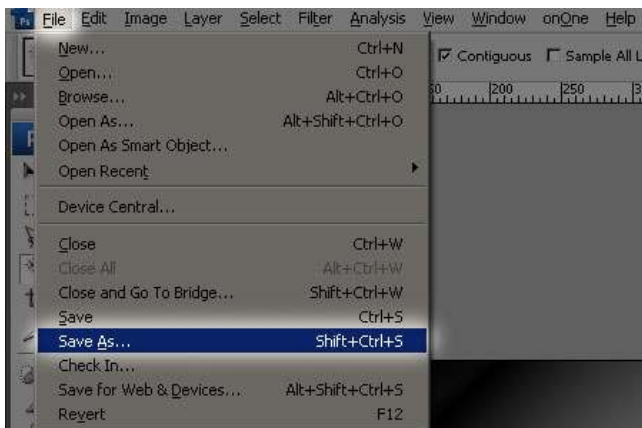 Ps File Edit Image Layer Select Filter Analysis View Window onOne Help
New... Ctrl+N
Contiguous Sample All
Open... Ctrl+O
Browse... Alt+Ctrl+O
200 250
Open As... Alt+Shift+Ctrl+O
Open As Smart Object...
Open Recent
Device Central...
Close Ctrl+W
Close All Alt+Ctrl+W
Close and Go To Bridge... Shift+Ctrl+W
Save Ctrl+S
Save As... Shift+Ctrl+S
Check In...
Save for Web & Devices... Alt+Shift+Ctrl+S
Revert F12